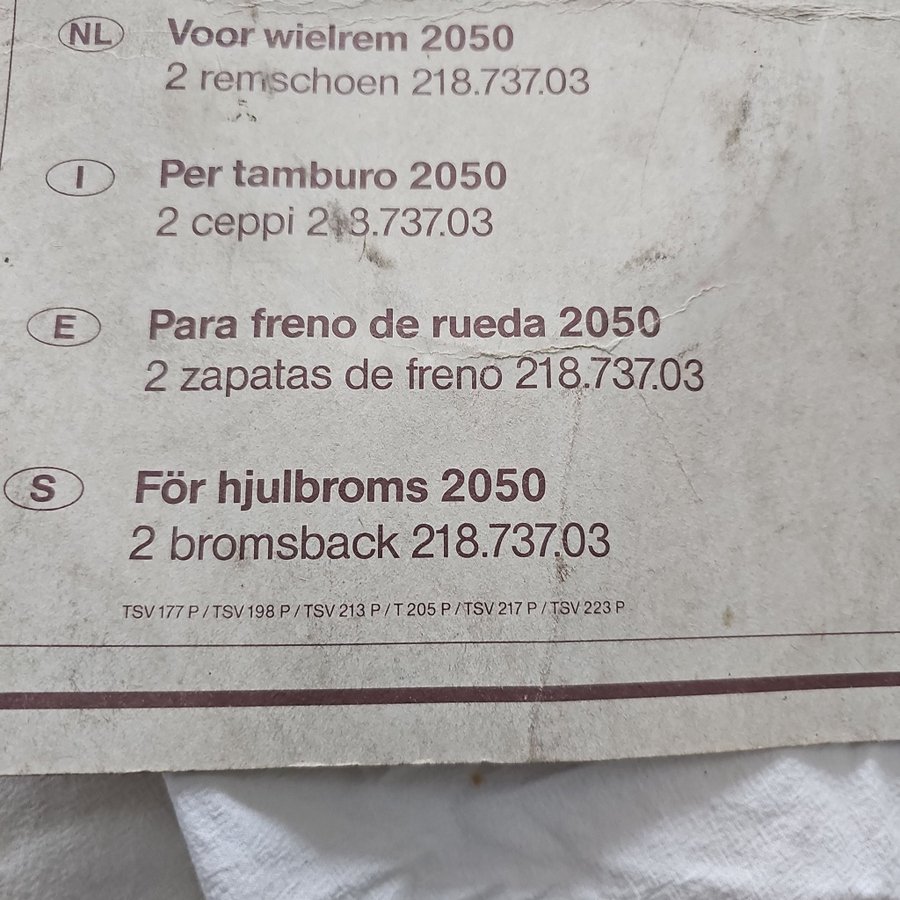 NL Voor wielrem 2050
2 remschoen 218.737.03
I Per tamburo 2050
2 ceppi 218.737.03
E Para freno de rueda 2050
2 zapatas de freno 218.737.03
S För hjulbroms 2050
2 bromsback 218.737.03
TSV 177 P / TSV 198 P / TSV 213 P / T 205 P / TSV 217 P / TSV 223 P